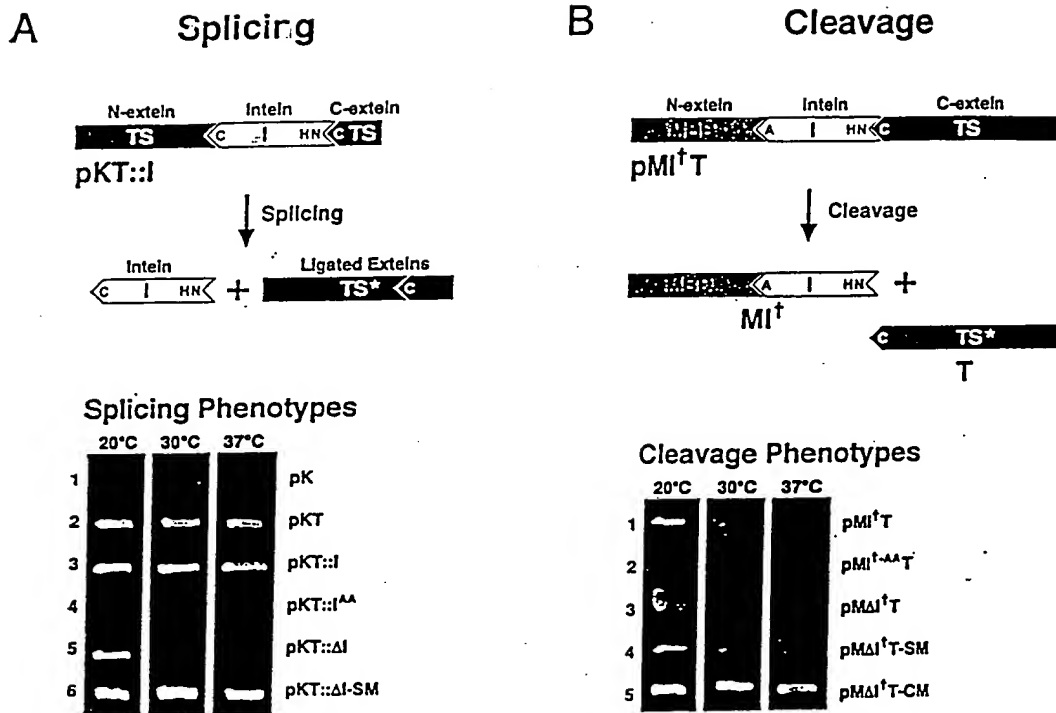 A Splicing
N-extein Intein C-extein
TS C I HN C TS
pKT::I
Splicing
Intein Ligated Exteins
C I HN + TS* C
Splicing Phenotypes
20°C 30°C 37°C
1 pK
2 pKT
3 pKT::I
4 pKT::I^AA
5 pKT::ΔI
6 pKT::ΔI-SM
B Cleavage
N-extein Intein C-extein
A I HN C TS
pMI†T
Cleavage
A I HN +
MI†
C TS*
T
Cleavage Phenotypes
20°C 30°C 37°C
1 pMI†T
2 pMI†-AAT
3 pMΔI†T
4 pMΔI†T-SM
5 pMΔI†T-CM